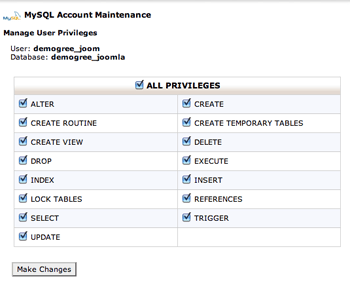 MySQL MySQL Account Maintenance
Manage User Privileges
User: demogree_joom
Database: demogree_joomla
ALL PRIVILEGES
ALTER CREATE
CREATE ROUTINE CREATE TEMPORARY TABLES
CREATE VIEW DELETE
DROP EXECUTE
INDEX INSERT
LOCK TABLES REFERENCES
SELECT TRIGGER
UPDATE
Make Changes